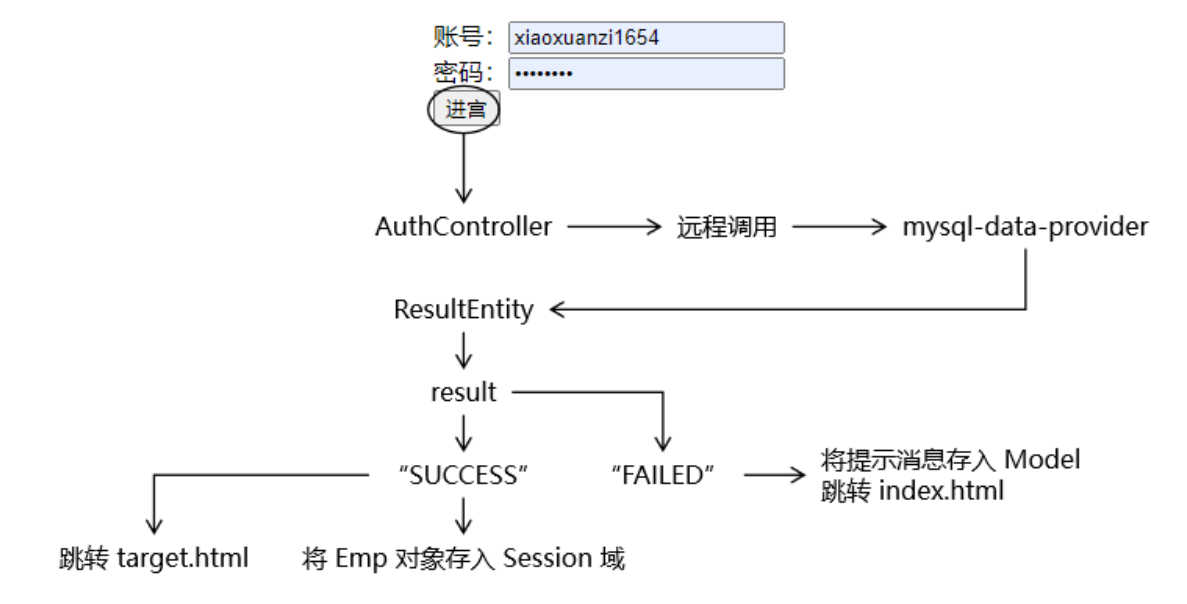 账号： xiaoxuanzi1654
密码： ••••••••
进宫
AuthController 远程调用 mysql-data-provider
ResultEntity
result
“SUCCESS” “FAILED” 将提示消息存入 Model
跳转 index.html
跳转 target.html 将 Emp 对象存入 Session 域